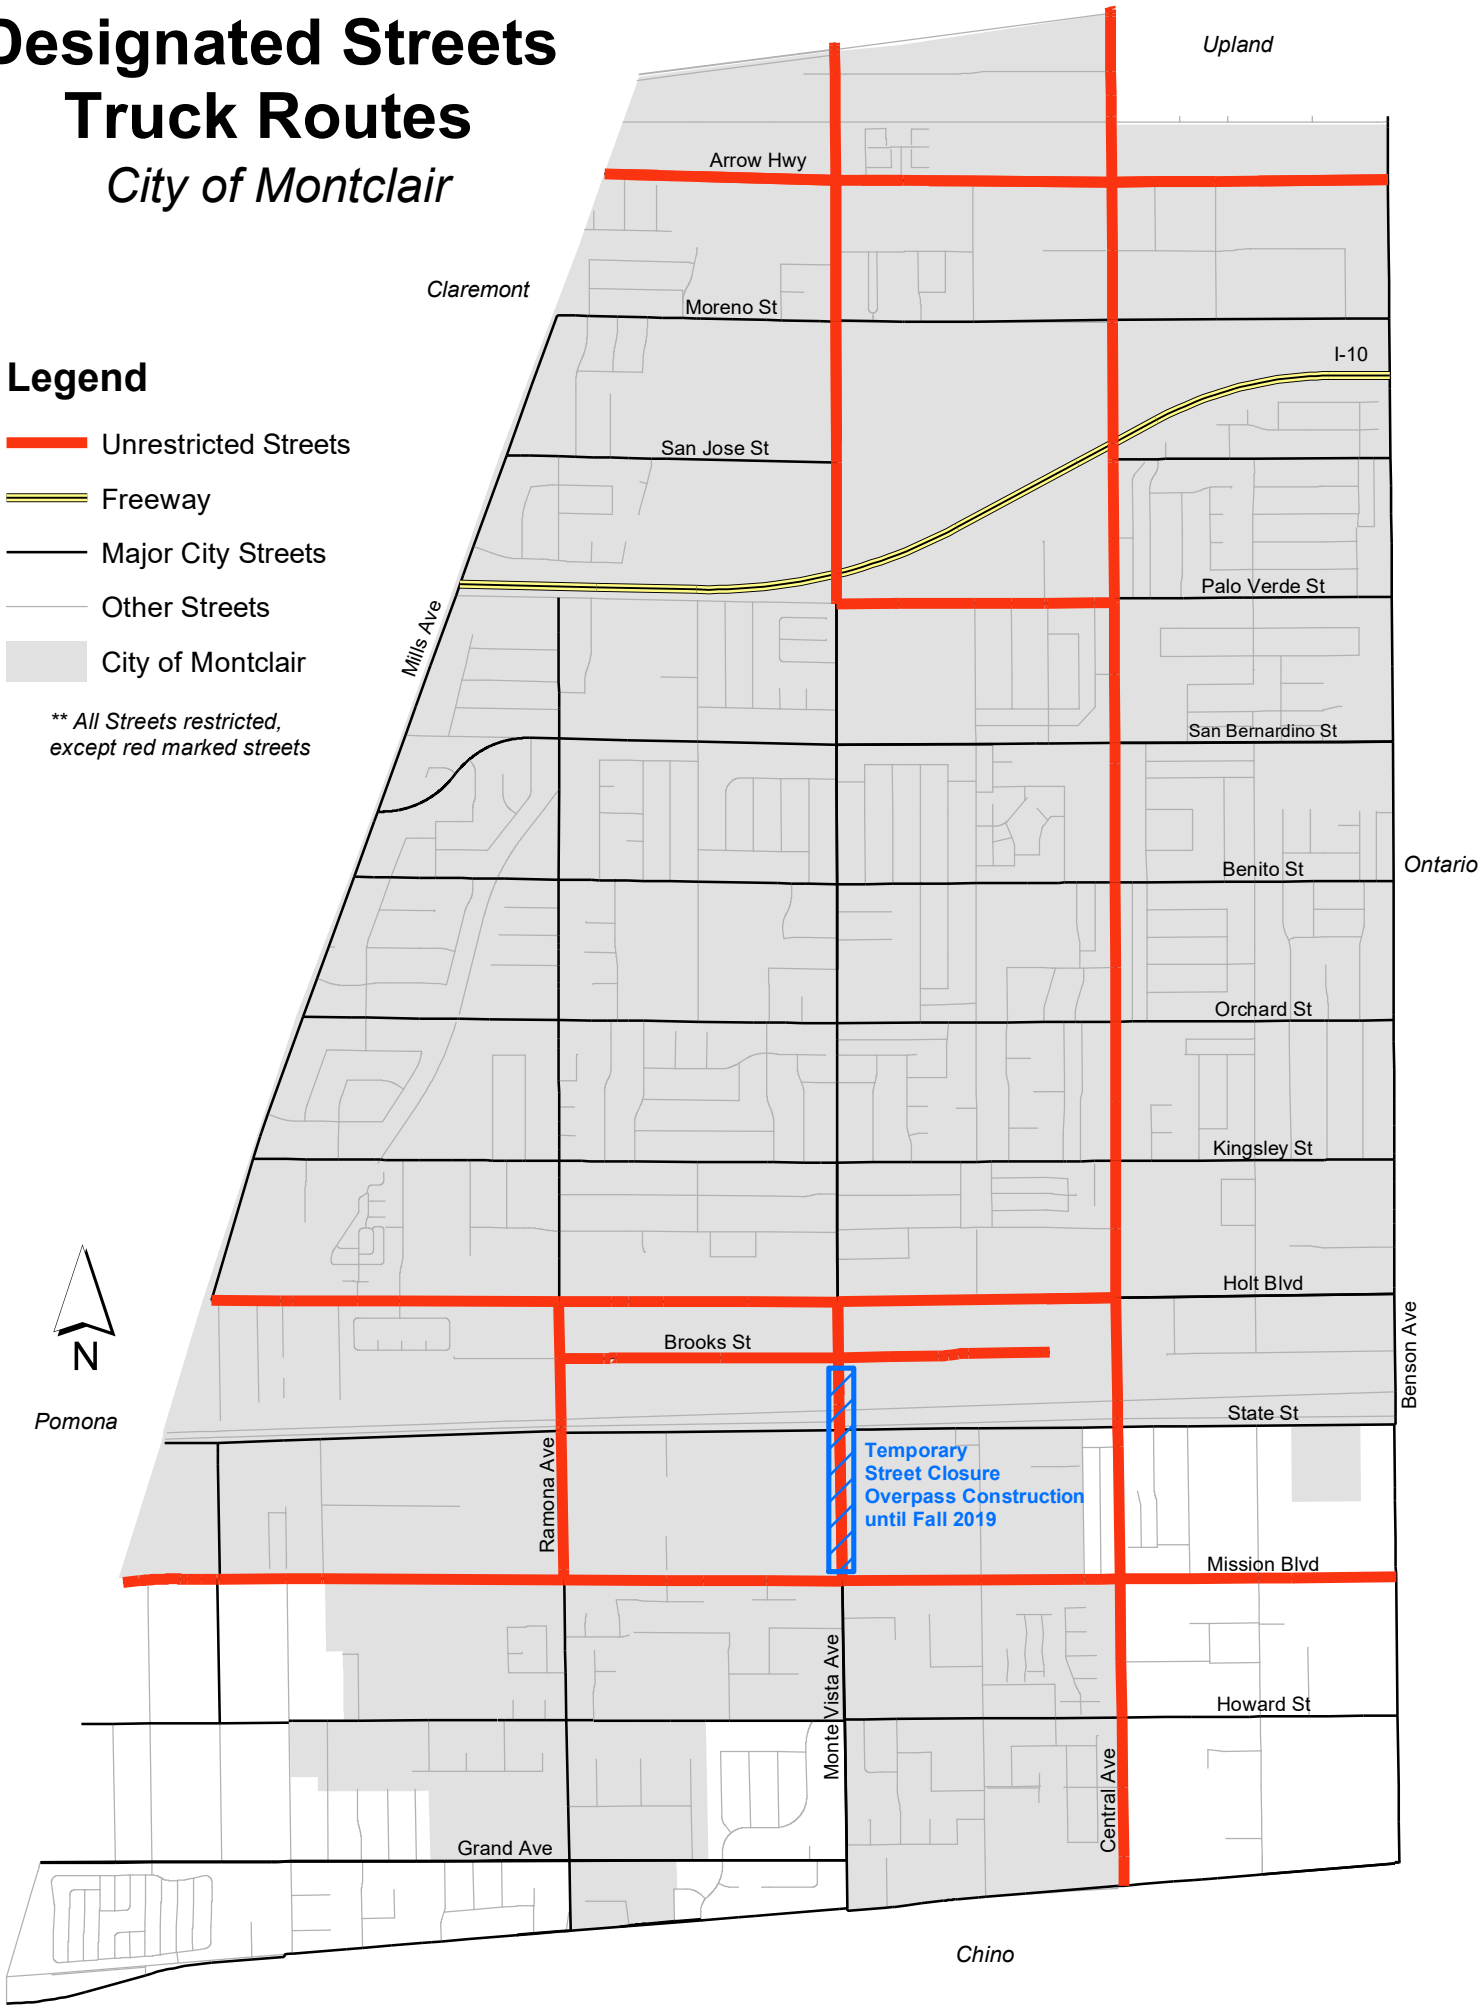 Designated Streets
Truck Routes
City of Montclair
Upland
Arrow Hwy
Claremont
Moreno St
I-10
Legend
Unrestricted Streets
San Jose St
Freeway
Major City Streets
Palo Verde St
Other Streets
Mills Ave
City of Montclair
** All Streets restricted,
except red marked streets
San Bernardino St
Benito St
Ontario
Orchard St
Kingsley St
Holt Blvd
Brooks St
N
Benson Ave
Pomona
State St
Ramona Ave
Temporary
Street Closure
Overpass Construction
until Fall 2019
Mission Blvd
Monte Vista Ave
Howard St
Central Ave
Grand Ave
Chino